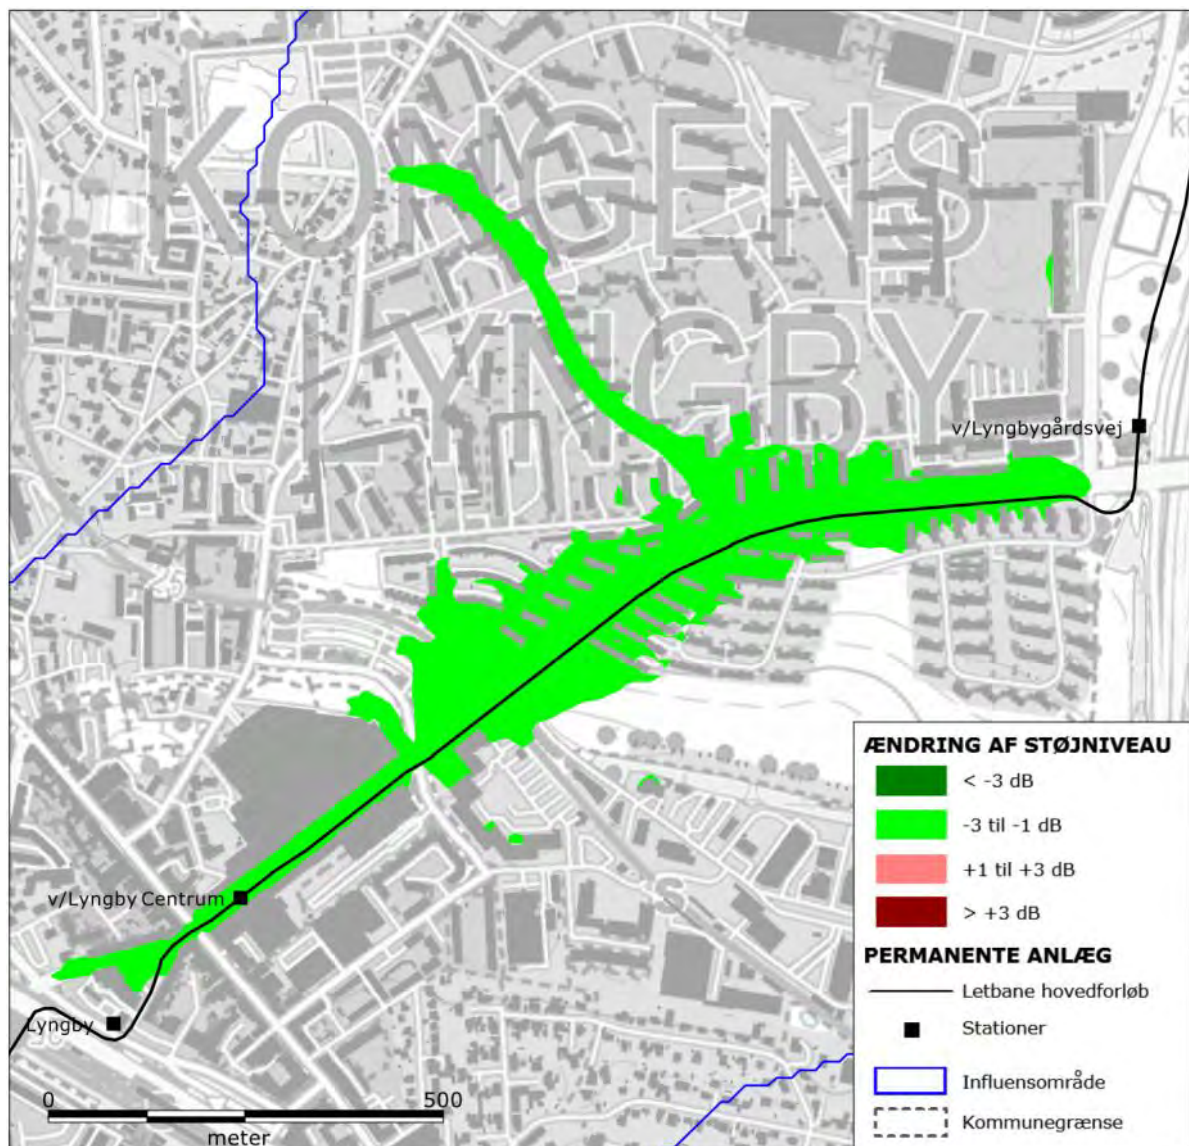 KONGENS
LYNGBY
v/Lyngbygårdsvej
v/Lyngby Centrum
Lyngby
0 500
meter
ÆNDRING AF STØJNIVEAU
< -3 dB
-3 til -1 dB
+1 til +3 dB
> +3 dB
PERMANENTE ANLÆG
Letbane hovedforløb
Stationer
Influensområde
Kommunegrænse